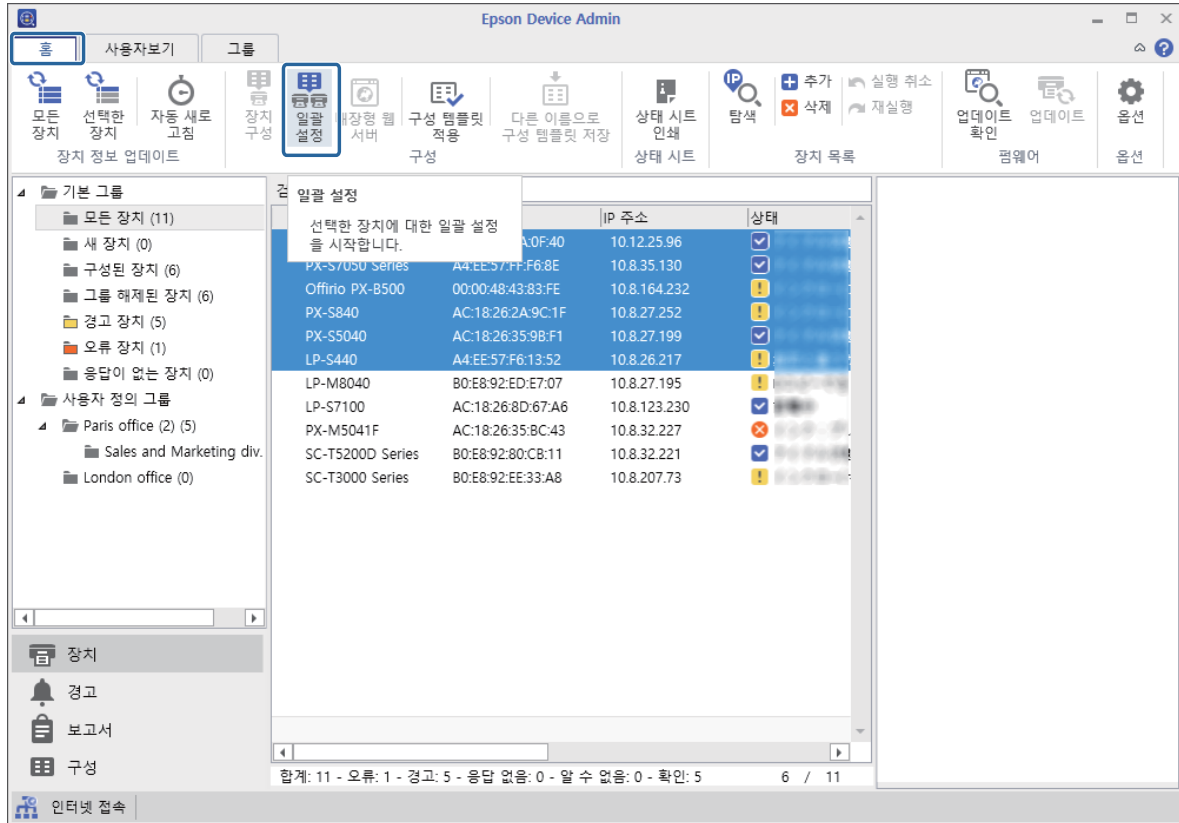 Epson Device Admin
홈 사용자보기 그룹
모든 장치
선택한 장치
자동 새로 고침
장치 정보 업데이트
장치 구성
일괄 설정
내장형 웹 서버
구성 템플릿 적용
다른 이름으로 구성 템플릿 저장
구성
상태 시트 인쇄
상태 시트
IP
탐색
추가
삭제
실행 취소
재실행
장치 목록
업데이트 확인
업데이트
펌웨어
옵션
옵션
기본 그룹
모든 장치 (11)
새 장치 (0)
구성된 장치 (6)
그룹 해제된 장치 (6)
경고 장치 (5)
오류 장치 (1)
응답이 없는 장치 (0)
사용자 정의 그룹
Paris office (2) (5)
Sales and Marketing div.
London office (0)
장치
경고
보고서
구성
일괄 설정
선택한 장치에 대한 일괄 설정
을 시작합니다.
IP 주소 상태
A:0F:40 10.12.25.96
PX-S7050 Series A4:EE:57:FF:F6:8E 10.8.35.130
Offirio PX-B500 00:00:48:43:83:FE 10.8.164.232
PX-S840 AC:18:26:2A:9C:1F 10.8.27.252
PX-S5040 AC:18:26:35:9B:F1 10.8.27.199
LP-S440 A4:EE:57:F6:13:52 10.8.26.217
LP-M8040 B0:E8:92:ED:E7:07 10.8.27.195
LP-S7100 AC:18:26:8D:67:A6 10.8.123.230
PX-M5041F AC:18:26:35:BC:43 10.8.32.227
SC-T5200D Series B0:E8:92:80:CB:11 10.8.32.221
SC-T3000 Series B0:E8:92:EE:33:A8 10.8.207.73
합계: 11 - 오류: 1 - 경고: 5 - 응답 없음: 0 - 알 수 없음: 0 - 확인: 5 6 / 11
인터넷 접속